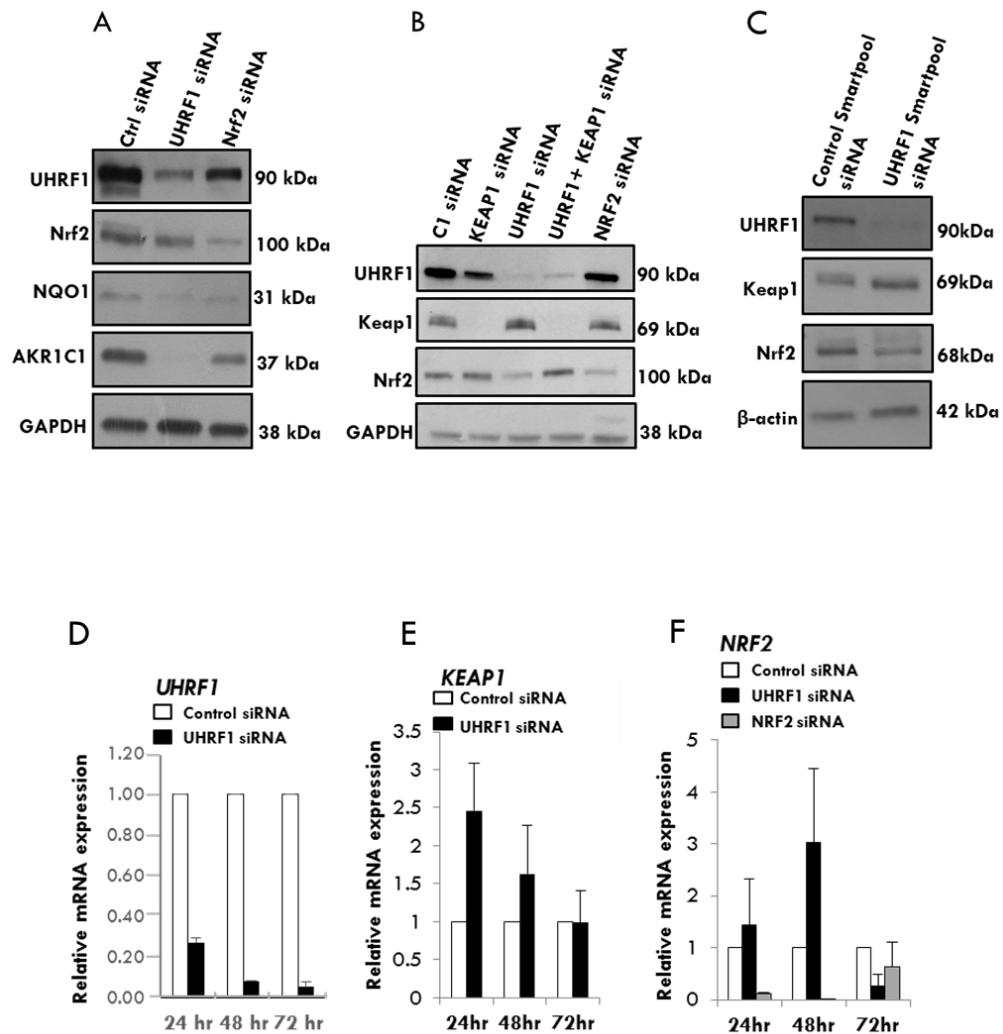 A
Ctrl siRNA
UHRF1 siRNA
Nrf2 siRNA
UHRF1
90 kDa
Nrf2
100 kDa
NQO1
31 kDa
AKR1C1
37 kDa
GAPDH
38 kDa
B
C1 siRNA
KEAP1 siRNA
UHRF1 siRNA
UHRF1+ KEAP1 siRNA
NRF2 siRNA
UHRF1
90 kDa
Keap1
69 kDa
Nrf2
100 kDa
GAPDH
38 kDa
C
Control Smartpool
siRNA
UHRF1 Smartpool
siRNA
UHRF1
90kDa
Keap1
69kDa
Nrf2
68kDa
β-actin
42 kDa
D
UHRF1
Control siRNA
UHRF1 siRNA
Relative mRNA expression
1.20
1.00
0.80
0.60
0.40
0.20
0.00
24 hr 48 hr 72 hr
E
KEAP1
Control siRNA
UHRF1 siRNA
Relative mRNA expression
3.5
3
2.5
2
1.5
1
0.5
0
24hr 48hr 72hr
F
NRF2
Control siRNA
UHRF1 siRNA
NRF2 siRNA
Relative mRNA expression
5
4
3
2
1
0
24hr 48hr 72hr